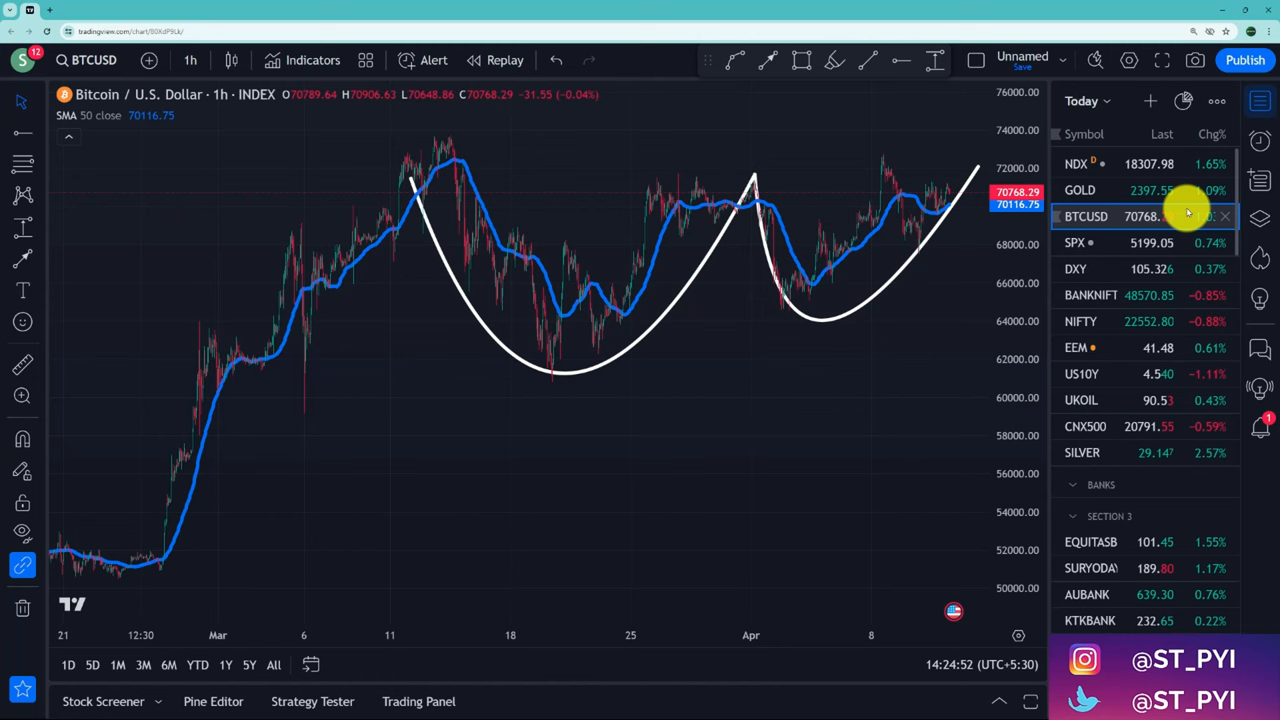 tradingview.com/chart/80XdP9Lk/
S 12 BTCUSD 1h Indicators Alert Replay Unnamed Save Publish
Bitcoin / U.S. Dollar · 1h · INDEX O70789.64 H70906.63 L70648.86 C70768.29 −31.55 (−0.04%)
SMA 50 close 70116.75
76000.00
74000.00
72000.00
70768.29
70116.75
68000.00
66000.00
64000.00
62000.00
60000.00
58000.00
56000.00
54000.00
52000.00
50000.00
21 12:30 Mar 6 11 18 25 Apr 8
1D 5D 1M 3M 6M YTD 1Y 5Y All 14:24:52 (UTC+5:30)
Stock Screener Pine Editor Strategy Tester Trading Panel
Today
Symbol Last Chg%
NDX D 18307.98 1.65%
GOLD 2397.55 1.09%
BTCUSD 70768.
SPX 5199.05 0.74%
DXY 105.326 0.37%
BANKNIFT 48570.85 −0.85%
NIFTY 22552.80 −0.88%
EEM 41.48 0.61%
US10Y 4.540 −1.11%
UKOIL 90.53 0.43%
CNX500 20791.55 −0.59%
SILVER 29.147 2.57%
BANKS
SECTION 3
EQUITASB 101.45 1.55%
SURYODA 189.80 1.17%
AUBANK 639.30 0.76%
KTKBANK 232.65 0.22%
1
@ST_PYI
@ST_PYI